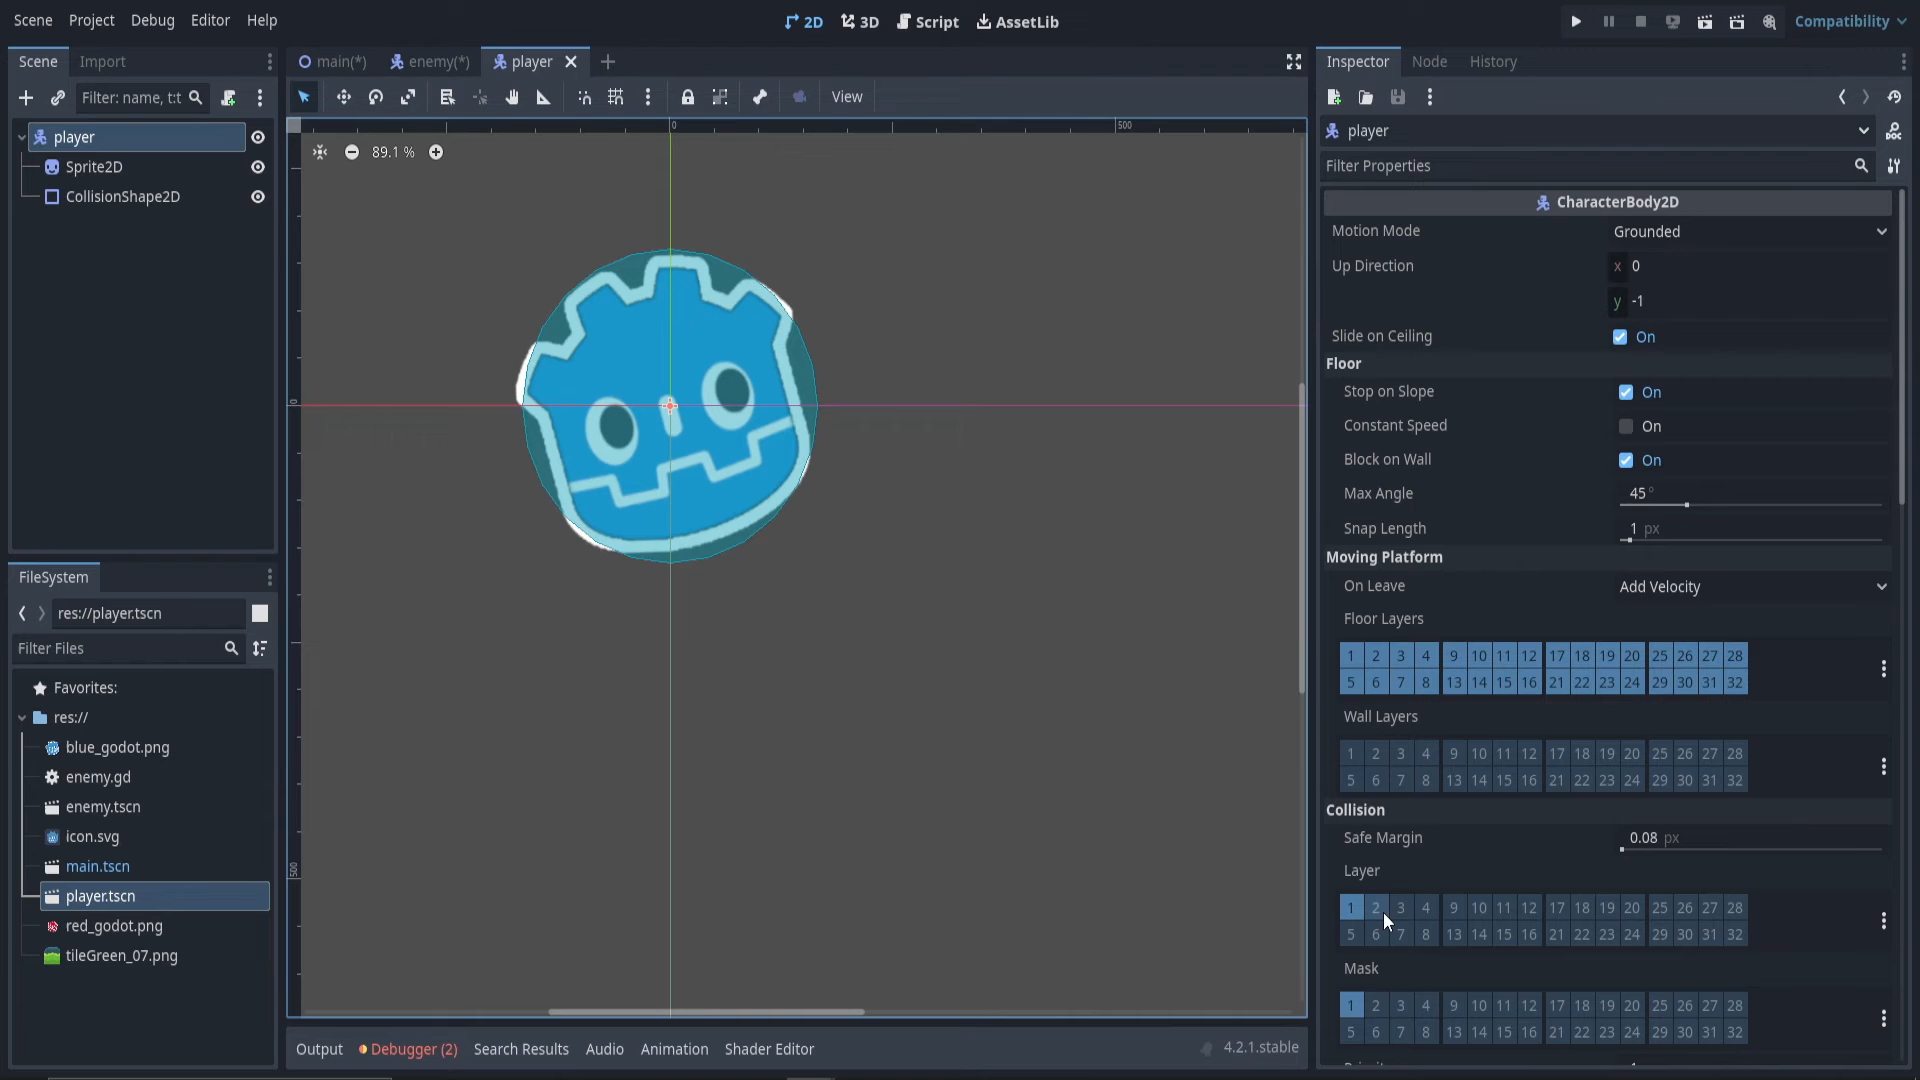 Scene Project Debug Editor Help
2D 3D Script AssetLib
Compatibility
Scene Import
Filter: name, t:t
player
Sprite2D
CollisionShape2D
main(*) enemy(*) player
View
0 500
89.1 %
0
500
FileSystem
res://player.tscn
Filter Files
Favorites:
res://
blue_godot.png
enemy.gd
enemy.tscn
icon.svg
main.tscn
player.tscn
red_godot.png
tileGreen_07.png
Output Debugger (2) Search Results Audio Animation Shader Editor 4.2.1.stable
Inspector Node History
player
Filter Properties
CharacterBody2D
Motion Mode Grounded
Up Direction x 0
y -1
Slide on Ceiling On
Floor
Stop on Slope On
Constant Speed On
Block on Wall On
Max Angle 45 °
Snap Length 1 px
Moving Platform
On Leave Add Velocity
Floor Layers
1 2 3 4 9 10 11 12 17 18 19 20 25 26 27 28
5 6 7 8 13 14 15 16 21 22 23 24 29 30 31 32
Wall Layers
1 2 3 4 9 10 11 12 17 18 19 20 25 26 27 28
5 6 7 8 13 14 15 16 21 22 23 24 29 30 31 32
Collision
Safe Margin 0.08 px
Layer
1 2 3 4 9 10 11 12 17 18 19 20 25 26 27 28
5 6 7 8 13 14 15 16 21 22 23 24 29 30 31 32
Mask
1 2 3 4 9 10 11 12 17 18 19 20 25 26 27 28
5 6 7 8 13 14 15 16 21 22 23 24 29 30 31 32